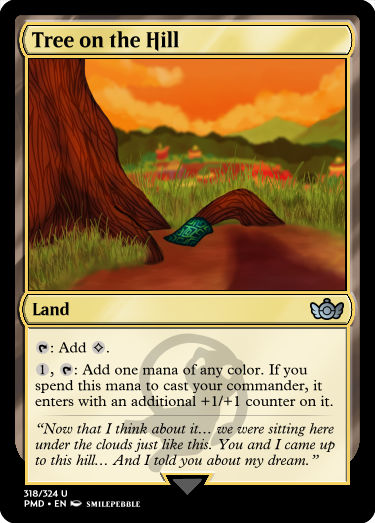 Tree on the Hill
Land
: Add .
1, : Add one mana of any color. If you
spend this mana to cast your commander, it
enters with an additional +1/+1 counter on it.
“Now that I think about it... we were sitting here
under the clouds just like this. You and I came up
to this hill... And I told you about my dream.”
318/324 U
PMD • EN SMILEPEBBLE